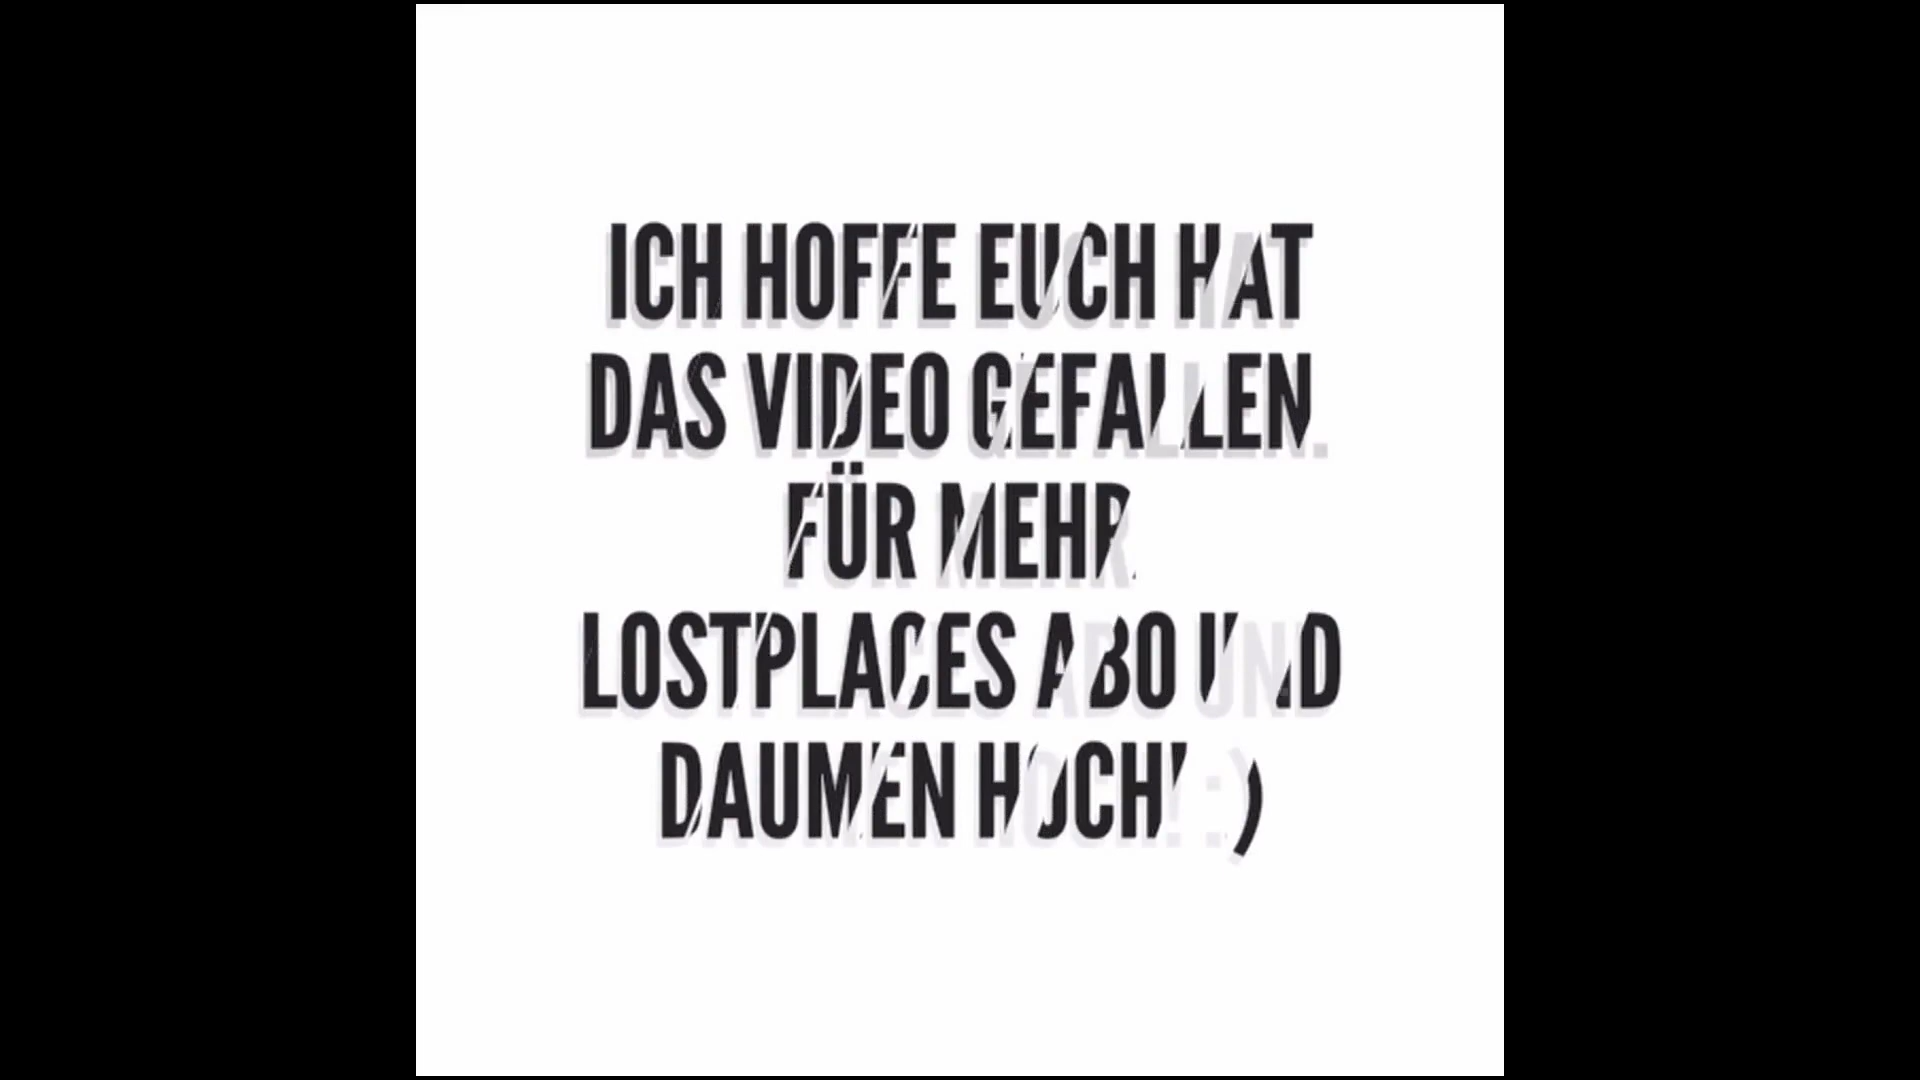 ICH HOFFE EUCH HAT
DAS VIDEO GEFALLEN.
FÜR MEHR
LOSTPLACES ABO UND
DAUMEN HOCH! :)